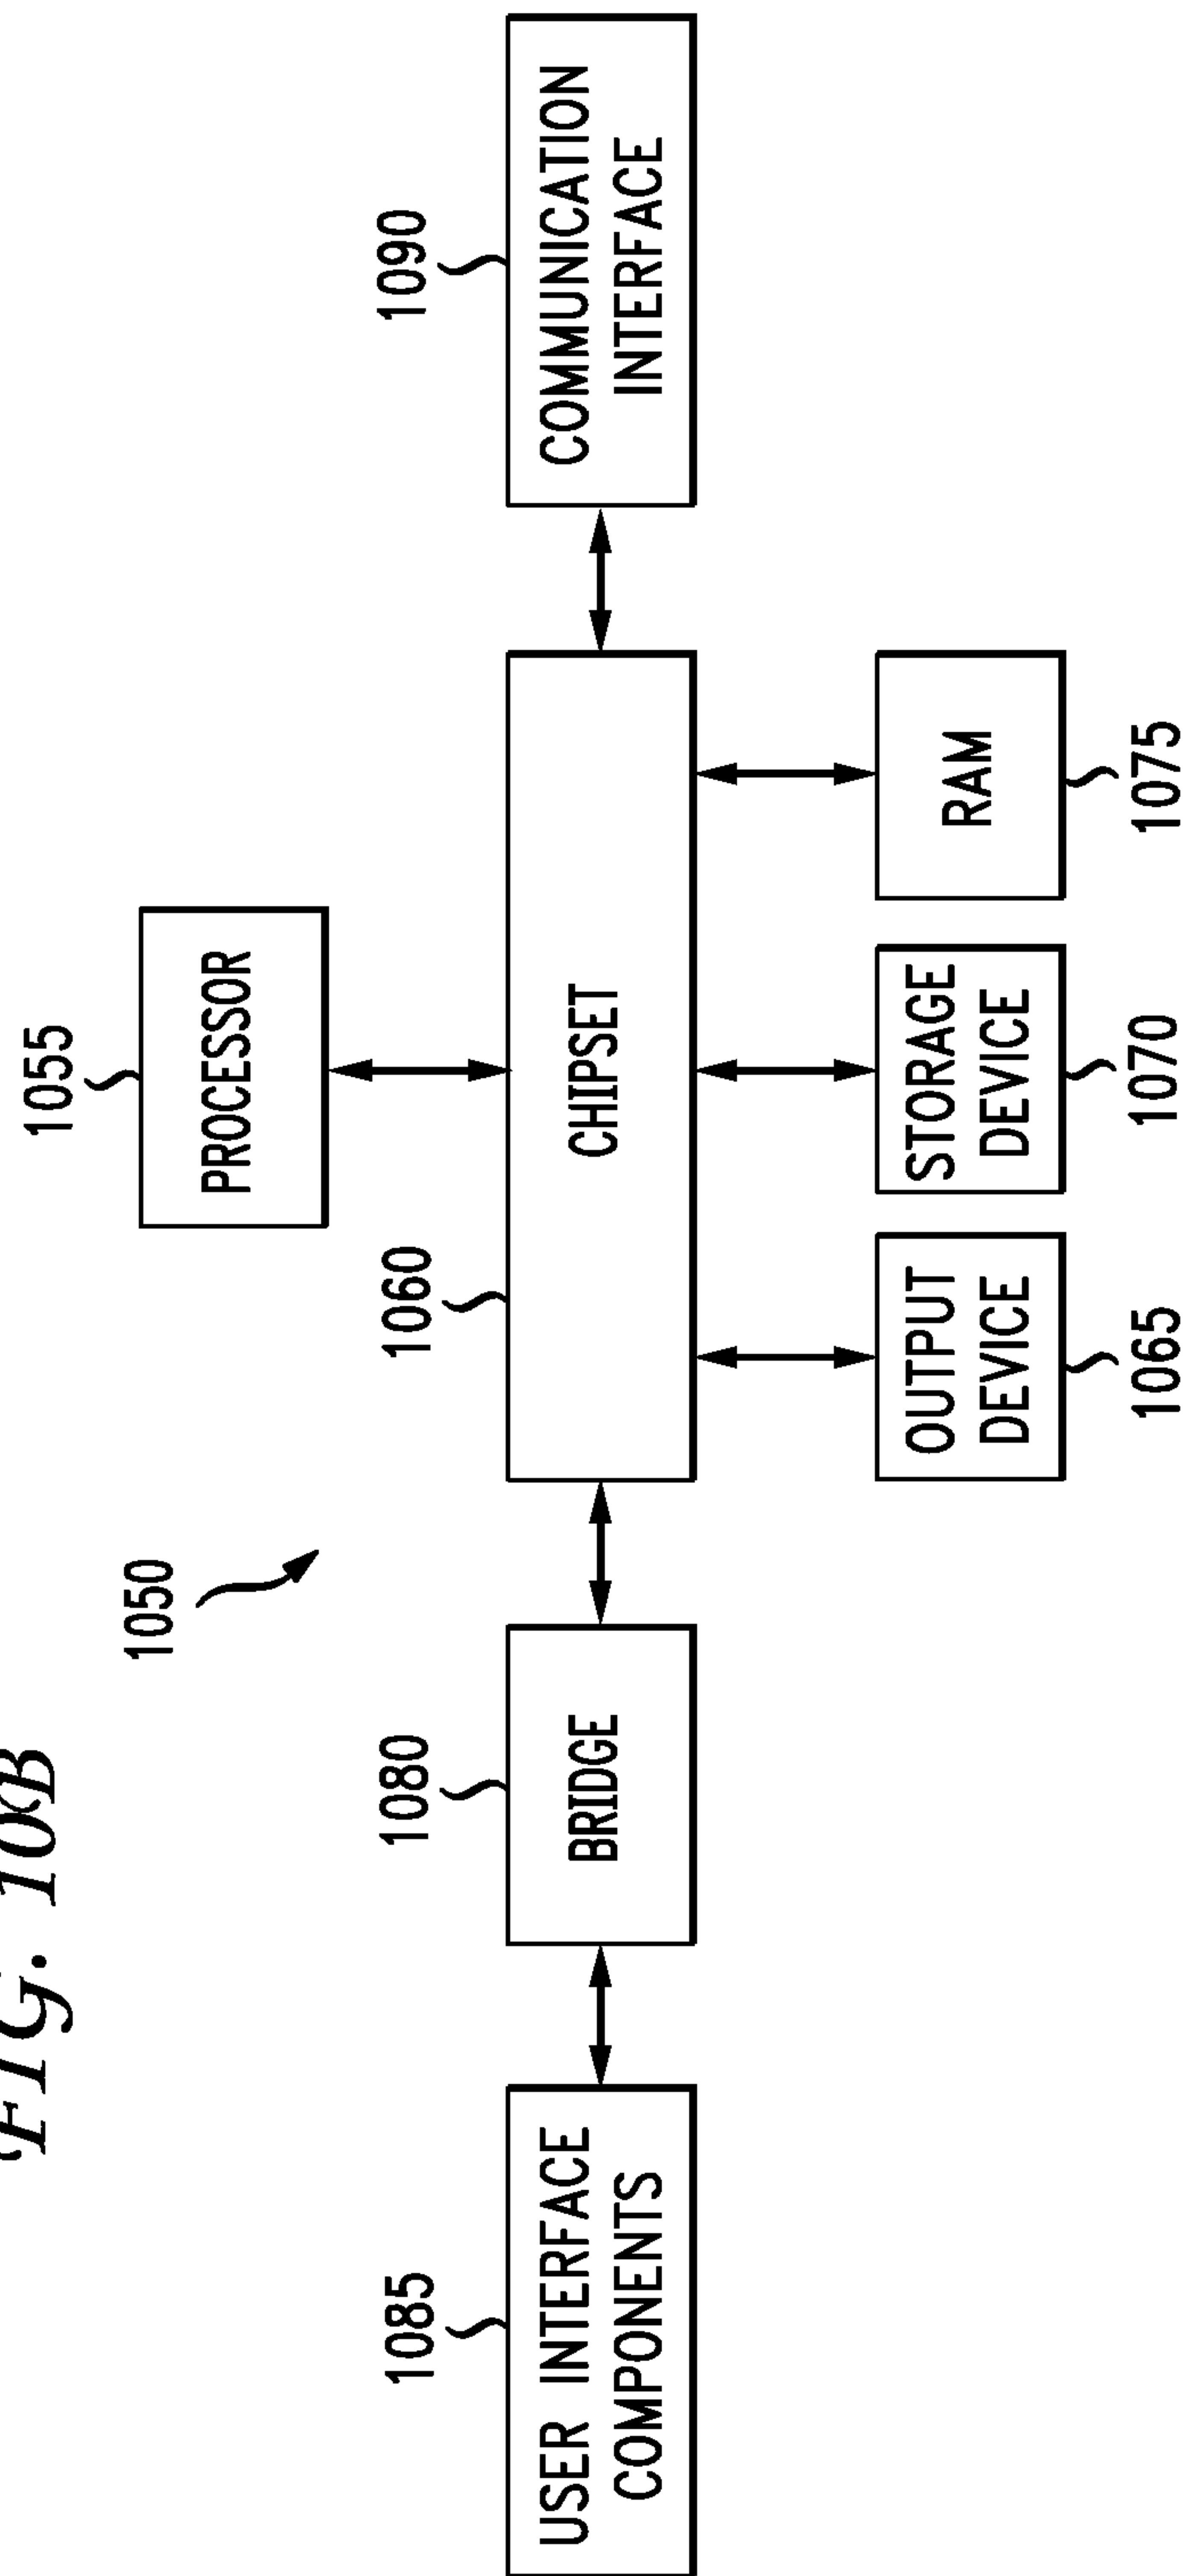 FIG. 10B
1050
1055
PROCESSOR
1085
1080
1060
1090
USER INTERFACE
COMPONENTS
BRIDGE
CHIPSET
COMMUNICATION
INTERFACE
OUTPUT
DEVICE
STORAGE
DEVICE
RAM
1065
1070
1075